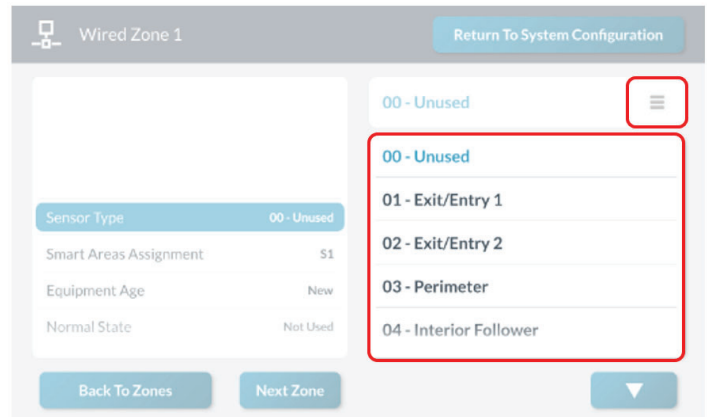 Wired Zone 1
Return To System Configuration
00 - Unused
00 - Unused
01 - Exit/Entry 1
Sensor Type 00 - Unused
02 - Exit/Entry 2
Smart Areas Assignment S1
03 - Perimeter
Equipment Age New
04 - Interior Follower
Normal State Not Used
Back To Zones
Next Zone